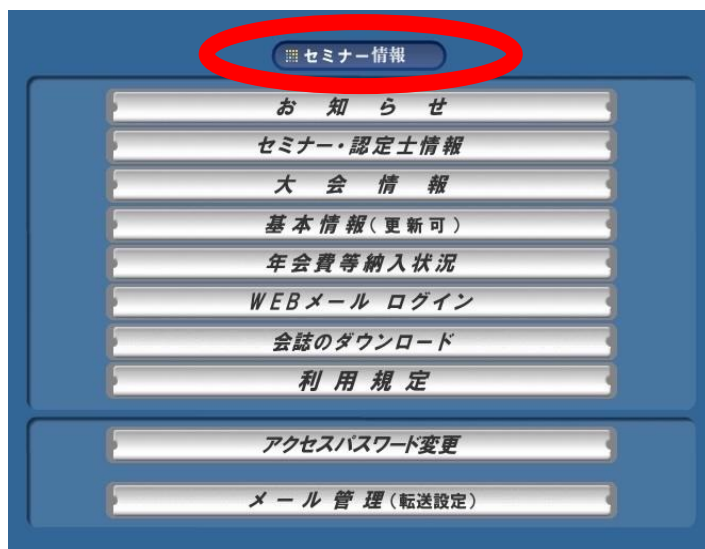 セミナー情報
お知らせ
セミナー・認定士情報
大会情報
基本情報(更新可)
年会費等納入状況
WEBメール ログイン
会誌のダウンロード
利用規定
アクセスパスワード変更
メール管理(転送設定)